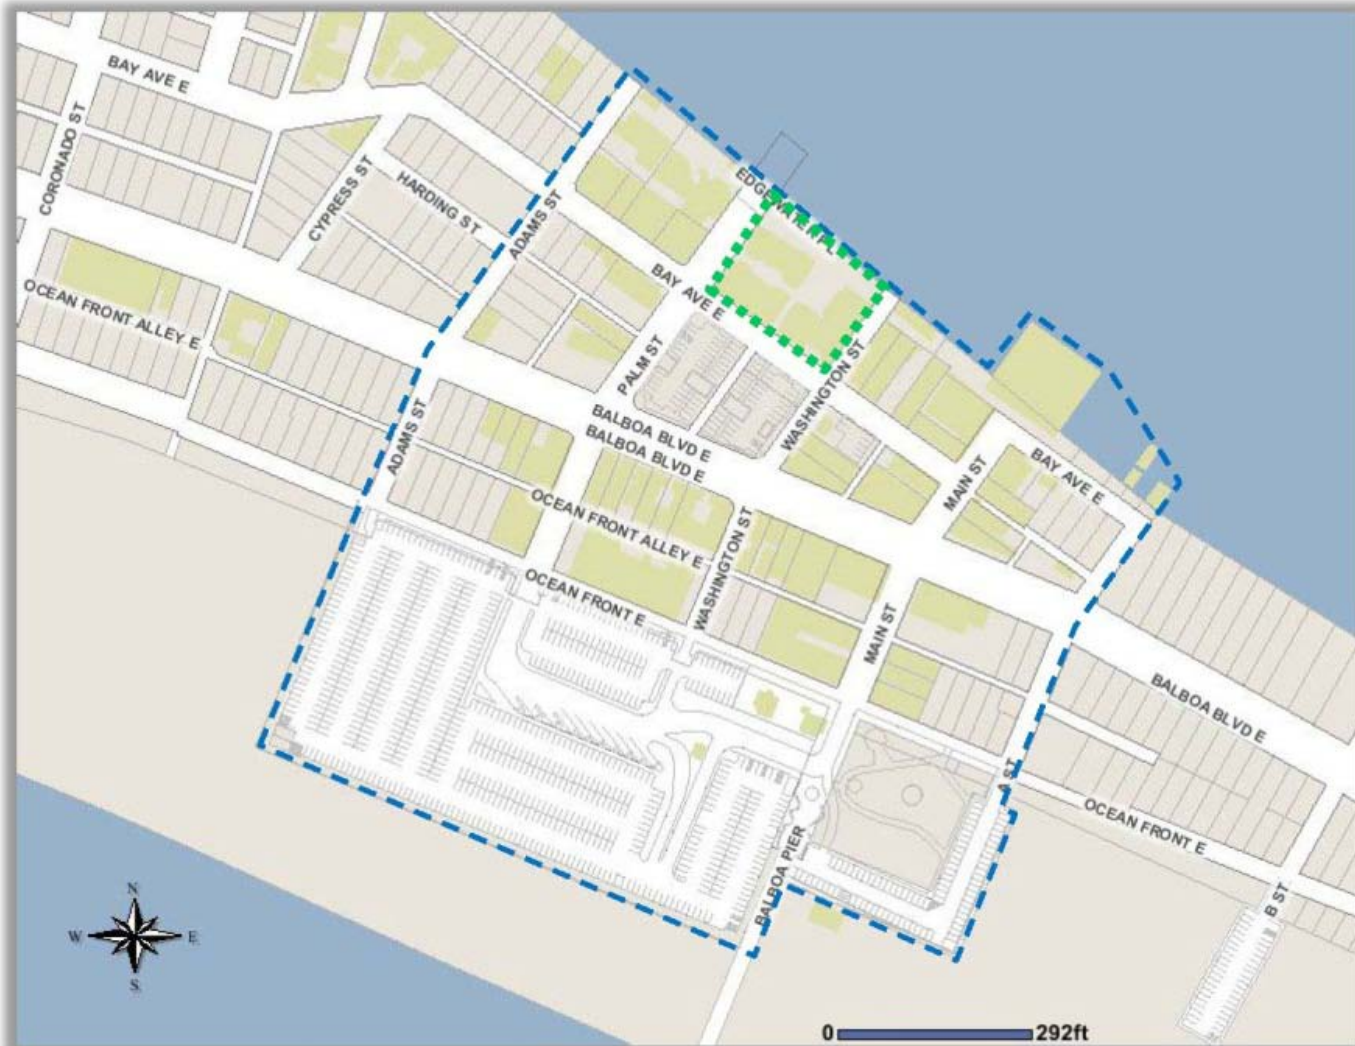 BAY AVE E
CORONADO ST
CYPRESS ST
HARDING ST
ADAMS ST
EDGEWATER PL
BAY AVE E
OCEAN FRONT ALLEY E
PALM ST
WASHINGTON ST
BALBOA BLVD E
BALBOA BLVD E
ADAMS ST
MAIN ST
BAY AVE E
OCEAN FRONT ALLEY E
WASHINGTON ST
OCEAN FRONT E
MAIN ST
BALBOA BLVD E
A ST
OCEAN FRONT E
BALBOA PIER
B ST
N
W
E
S
0
292ft